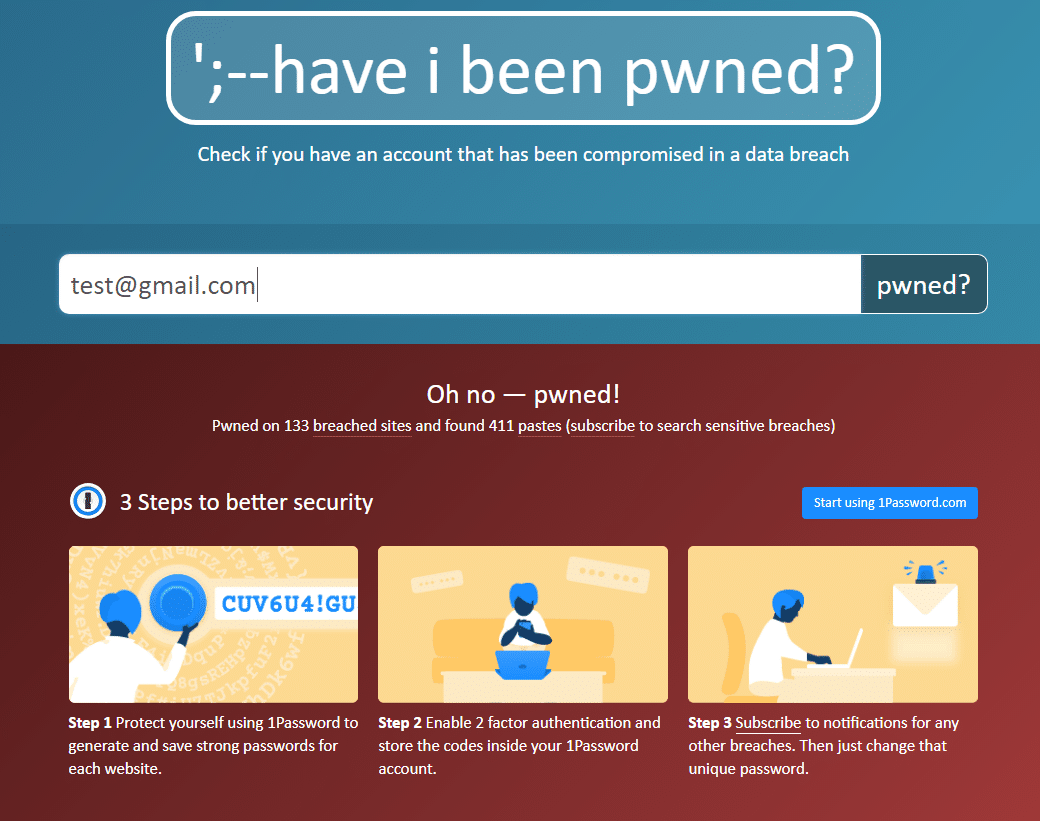 ';--have i been pwned?
Check if you have an account that has been compromised in a data breach
test@gmail.com
pwned?
Oh no — pwned!
Pwned on 133 breached sites and found 411 pastes (subscribe to search sensitive breaches)
3 Steps to better security
Start using 1Password.com
CUV6U4!GU
Step 1 Protect yourself using 1Password to
generate and save strong passwords for
each website.
Step 2 Enable 2 factor authentication and
store the codes inside your 1Password
account.
Step 3 Subscribe to notifications for any
other breaches. Then just change that
unique password.